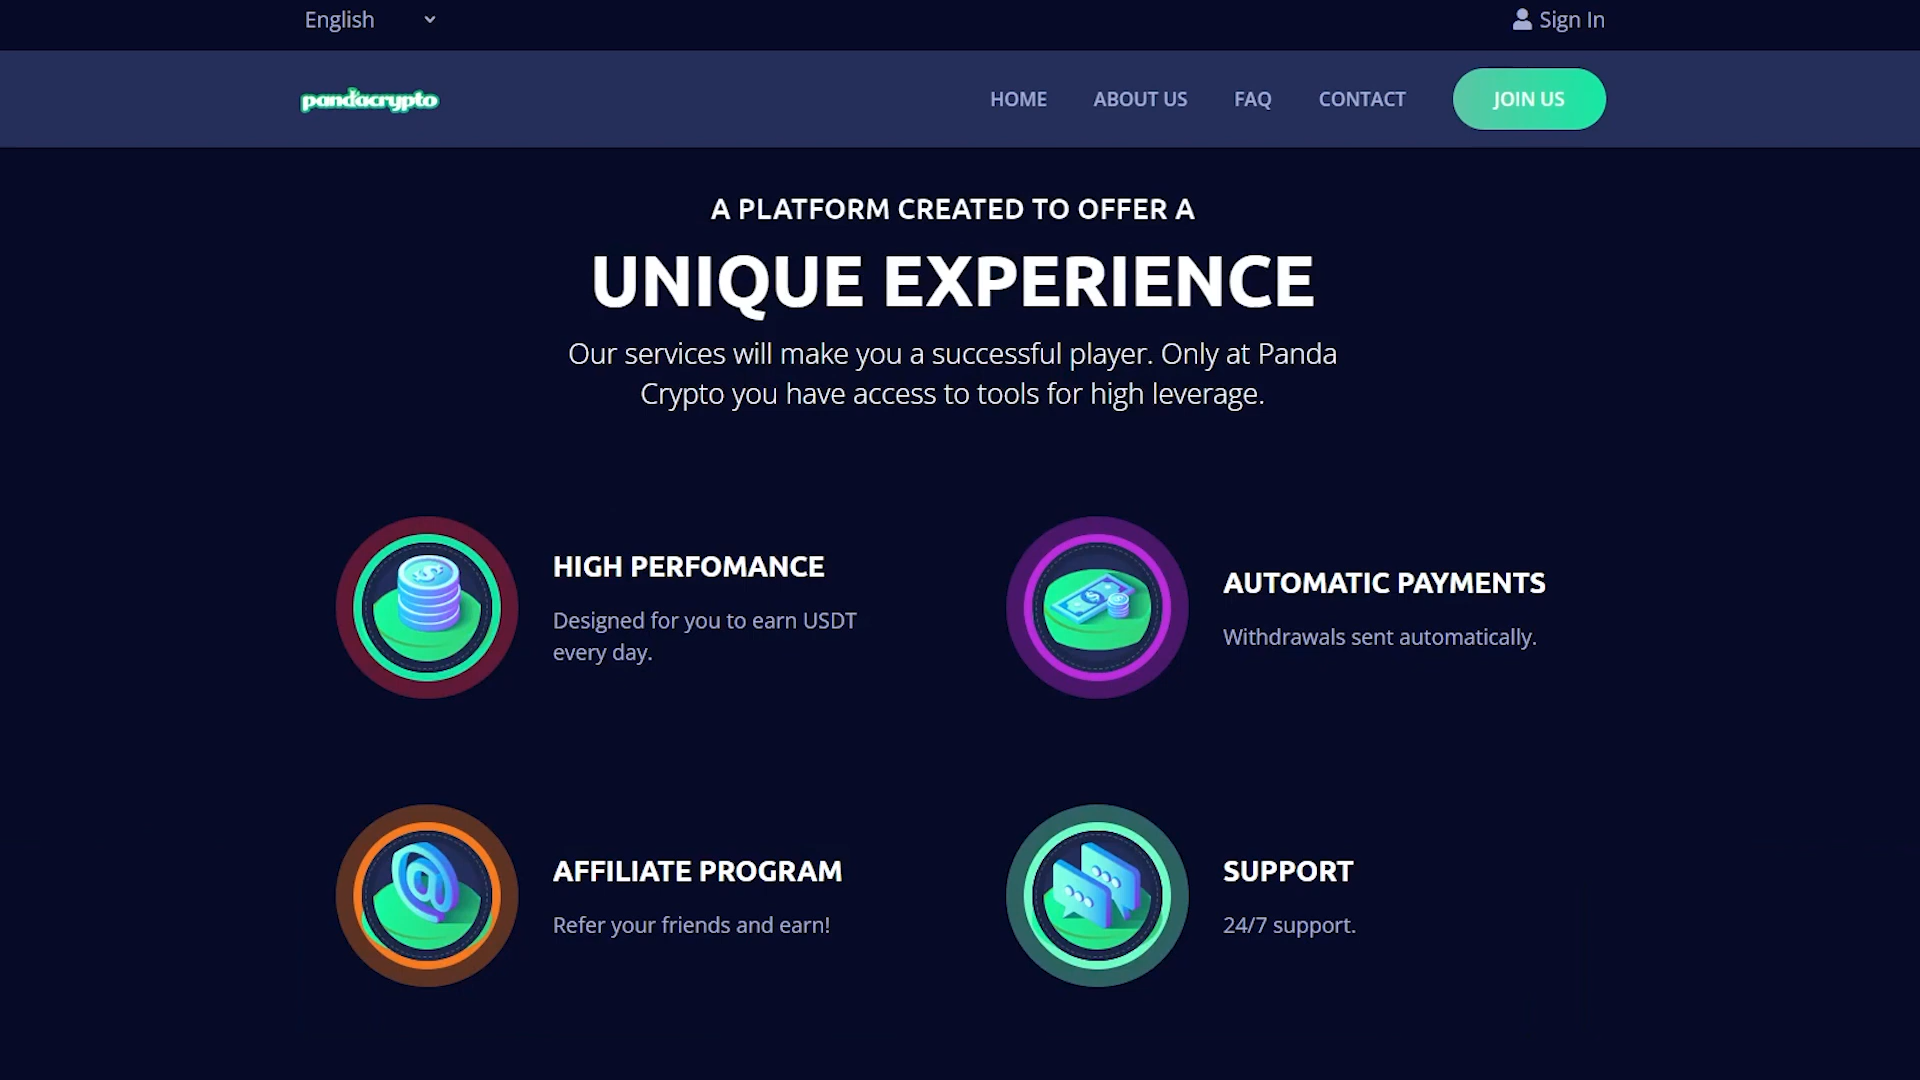 English
Sign In
pandacrypto
HOME
ABOUT US
FAQ
CONTACT
JOIN US
A PLATFORM CREATED TO OFFER A
UNIQUE EXPERIENCE
Our services will make you a successful player. Only at Panda
Crypto you have access to tools for high leverage.
HIGH PERFOMANCE
Designed for you to earn USDT
every day.
AUTOMATIC PAYMENTS
Withdrawals sent automatically.
AFFILIATE PROGRAM
Refer your friends and earn!
SUPPORT
24/7 support.